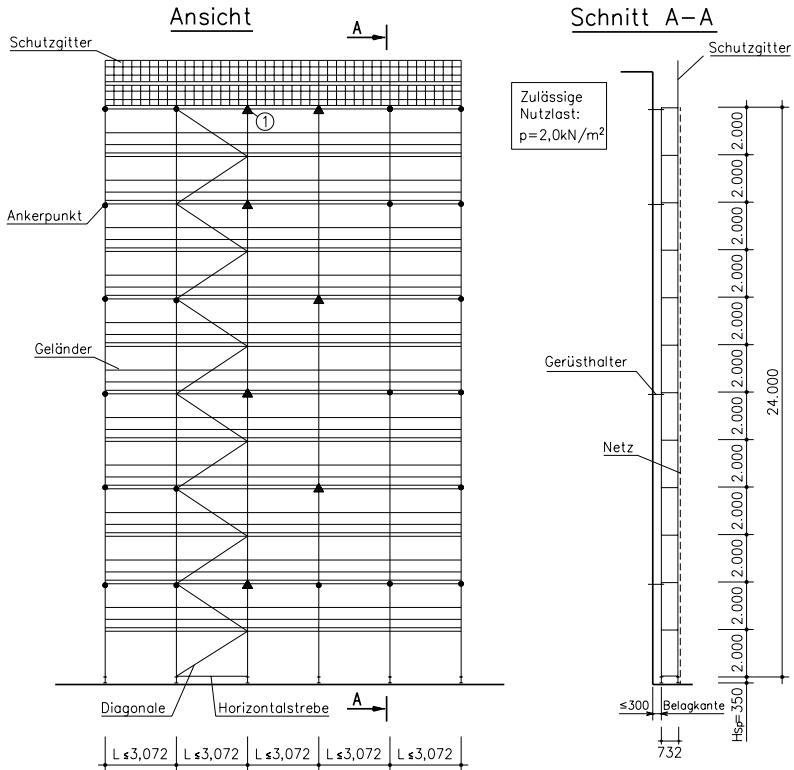 Ansicht
A
Schutzgitter
1
Ankerpunkt
Geländer
Diagonale
Horizontalstrebe
A
L ≤3,072
L ≤3,072
L ≤3,072
L ≤3,072
L ≤3,072
Schnitt A-A
Schutzgitter
Zulässige
Nutzlast:
p=2,0kN/m²
Gerüsthalter
Netz
2.000
2.000
2.000
2.000
2.000
2.000
2.000
2.000
2.000
2.000
2.000
2.000
24.000
Hsp=350
≤300
Belagkante
732